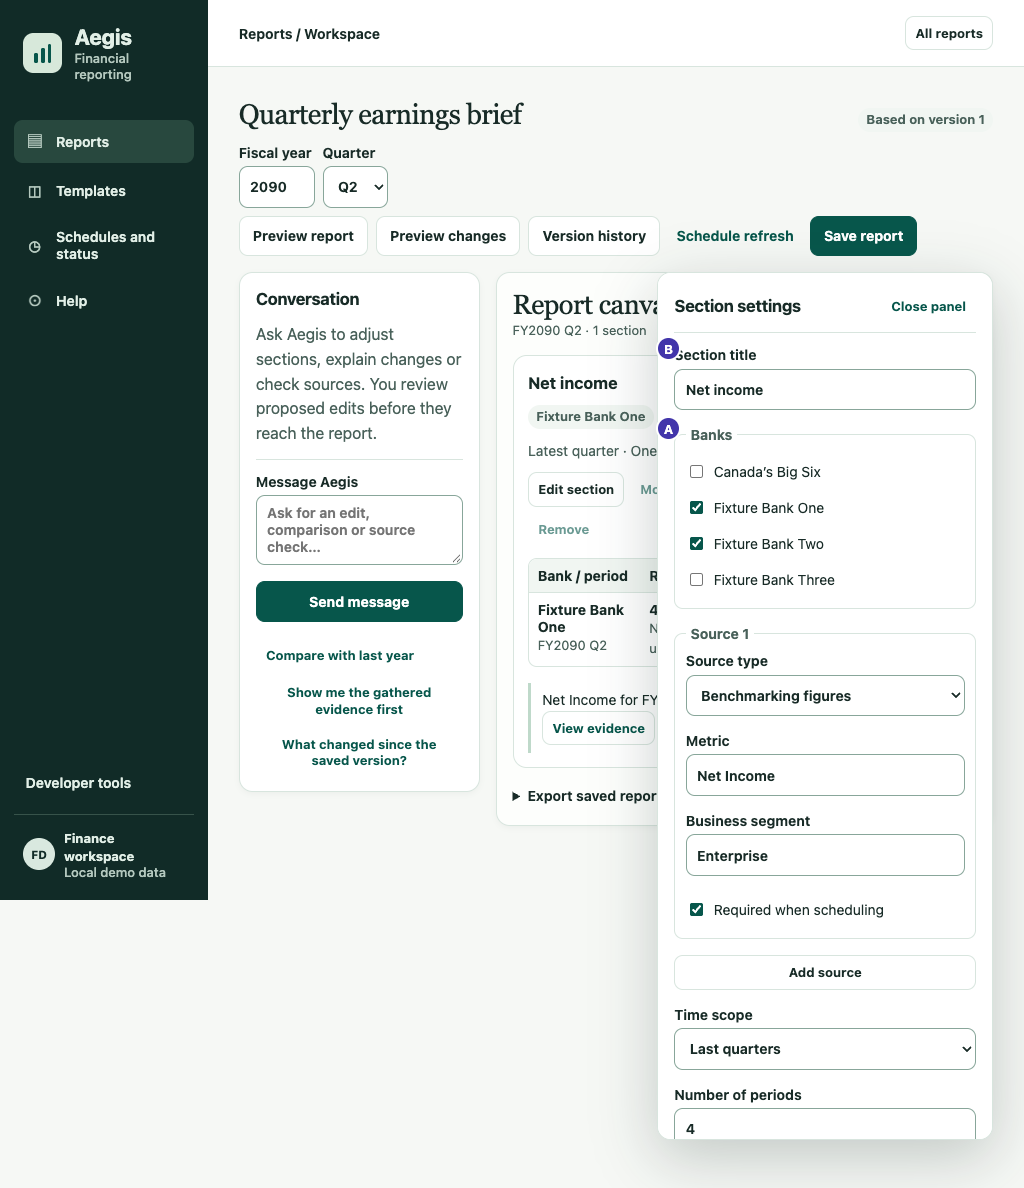 Aegis
Financial
reporting
Reports
Templates
Schedules and
status
Help
Developer tools
FD
Finance
workspace
Local demo data
Reports / Workspace
All reports
Quarterly earnings brief
Based on version 1
Fiscal year
Quarter
2090
Q2
Preview report
Preview changes
Version history
Schedule refresh
Save report
Conversation
Ask Aegis to adjust
sections, explain changes or
check sources. You review
proposed edits before they
reach the report.
Message Aegis
Ask for an edit,
comparison or source
check...
Send message
Compare with last year
Show me the gathered
evidence first
What changed since the
saved version?
Report canva
FY2090 Q2 · 1 section
Net income
Fixture Bank One
Latest quarter · One
Edit section
Mo
Remove
Bank / period
R
Fixture Bank
One
FY2090 Q2
4
N
u
Net Income for FY
View evidence
Export saved repor
Section settings
Close panel
B
Section title
Net income
A
Banks
Canada's Big Six
Fixture Bank One
Fixture Bank Two
Fixture Bank Three
Source 1
Source type
Benchmarking figures
Metric
Net Income
Business segment
Enterprise
Required when scheduling
Add source
Time scope
Last quarters
Number of periods
4